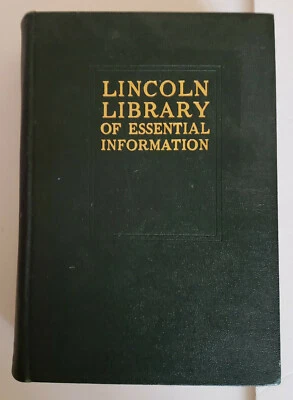 LINCOLN
LIBRARY
OF ESSENTIAL
INFORMATION